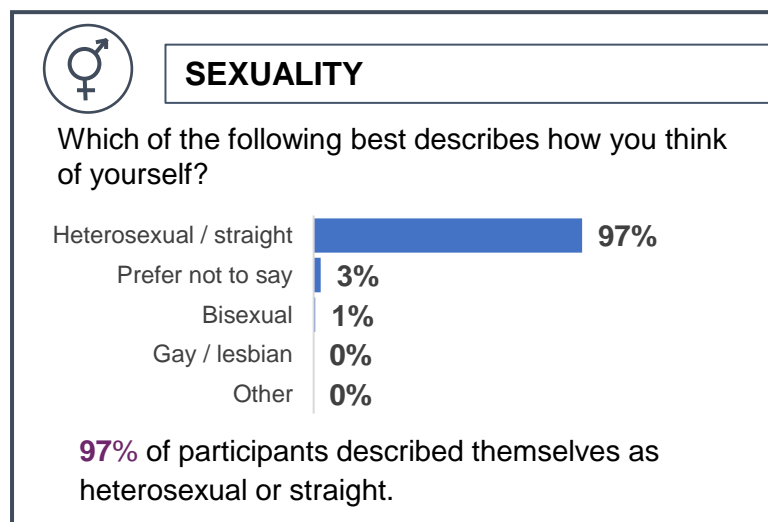 SEXUALITY
Which of the following best describes how you think
of yourself?
Heterosexual / straight 97%
Prefer not to say 3%
Bisexual 1%
Gay / lesbian 0%
Other 0%
97% of participants described themselves as
heterosexual or straight.